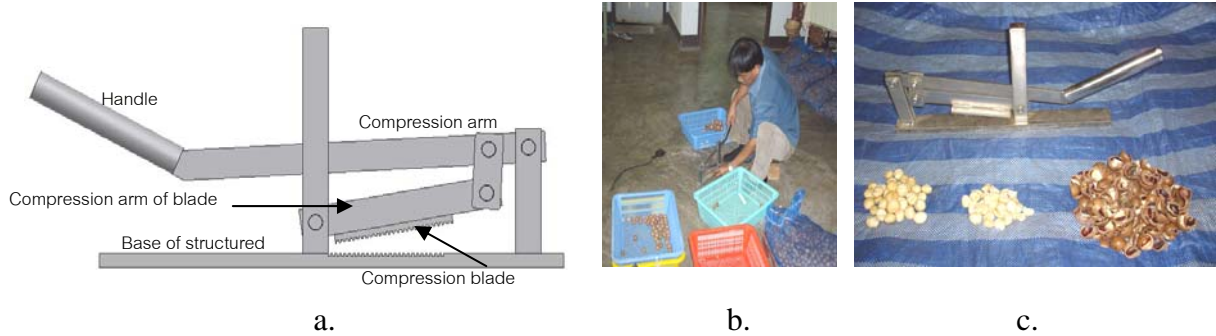 Handle
Compression arm
Compression arm of blade
Base of structured
Compression blade
a.
b.
c.